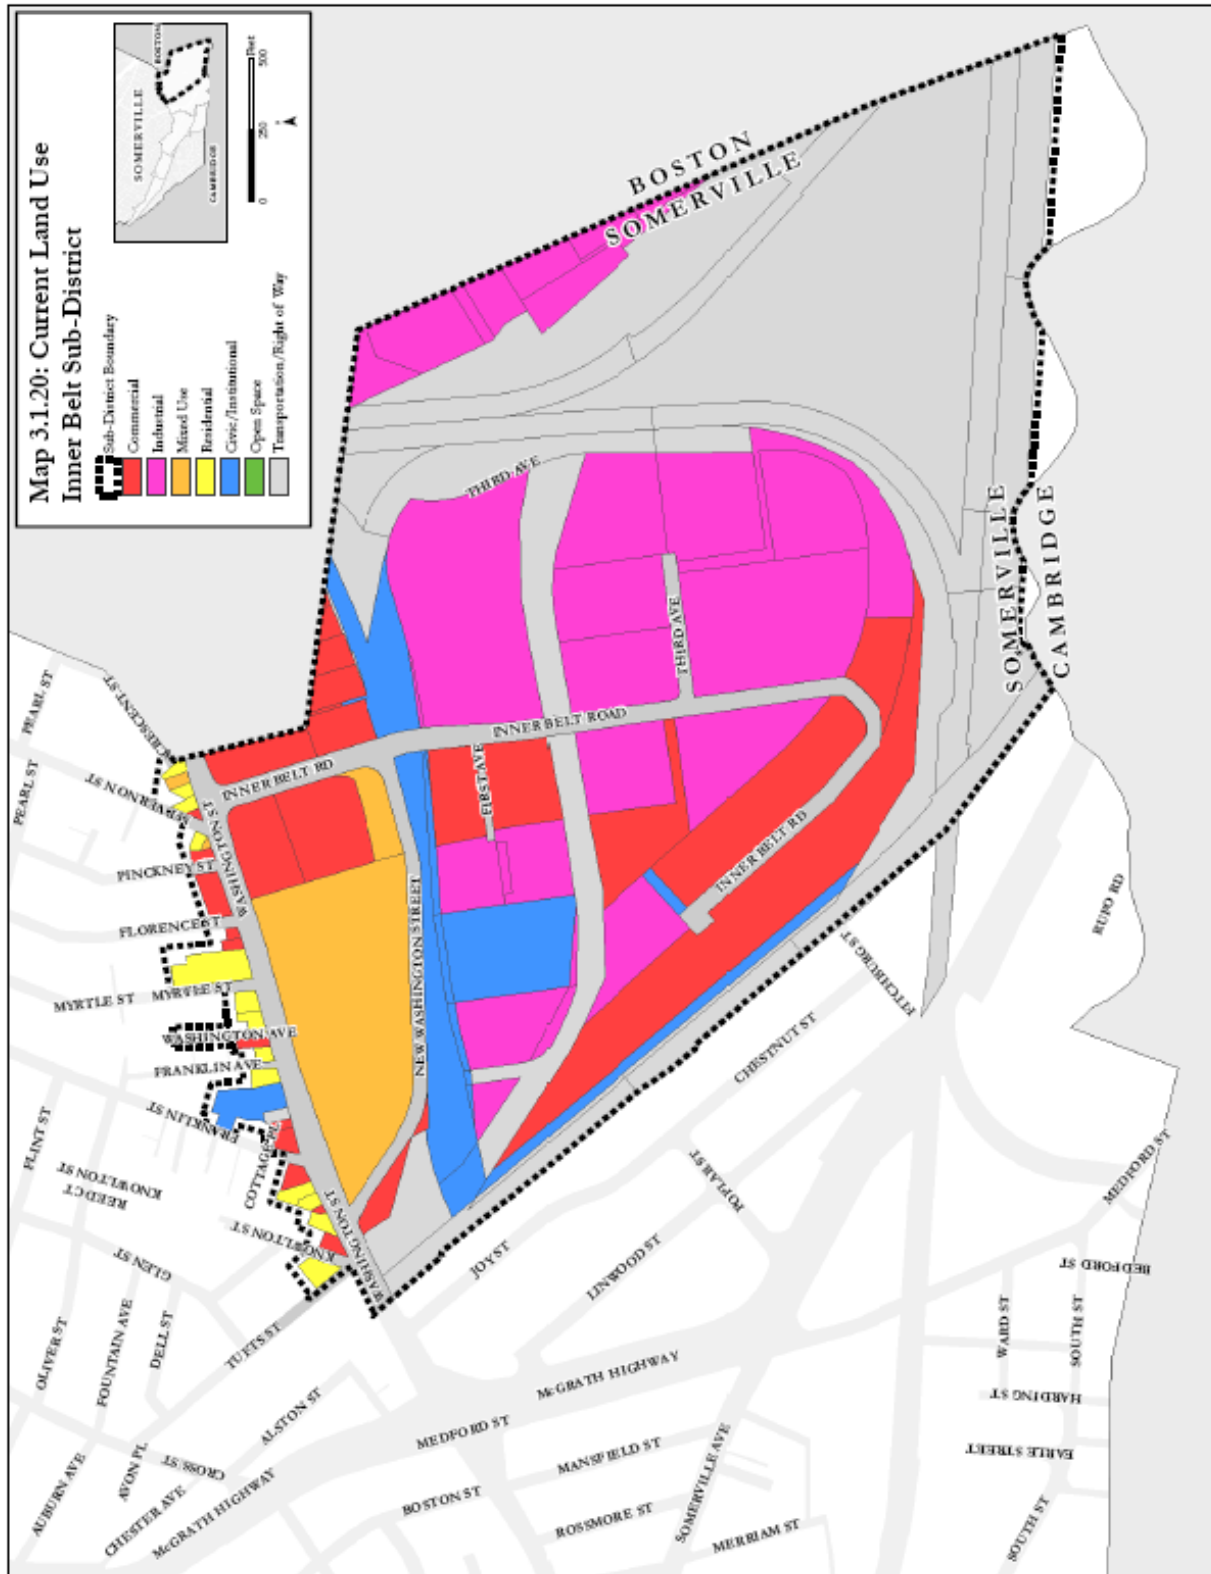 Map 3.1.20: Current Land Use
Inner Belt Sub-District
Sub-District Boundary
Commercial
Industrial
Mixed Use
Residential
Civic/Institutional
Open Space
Transportation/Right of Way
SOMERVILLE
BOSTON
CAMBRIDGE
0 250 500
Feet
BOSTON
SOMERVILLE
SOMERVILLE
CAMBRIDGE
THIRD AVE
THIRD AVE
INNER BELT ROAD
INNER BELT RD
INNER BELT RD
FIRST AVE
NEW WASHINGTON STREET
WASHINGTON ST
WASHINGTON ST
WASHINGTON ST
CRESCENT ST
PEARL ST
PEARL ST
MT VERNON ST
PINCKNEY ST
FLORENCE ST
MYRTLE ST
MYRTLE ST
WASHINGTON AVE
FRANKLIN AVE
FRANKLIN ST
FRANKLIN ST
COTTAGE PL
FLINT ST
KNOWLTON ST
REED CT
KNOWLTON ST
GLEN ST
OLIVER ST
FOUNTAIN AVE
DELL ST
TUFTS ST
AUBURN AVE
AVON PL
CROSS ST
ALSTON ST
CHESTER AVE
McGRATH HIGHWAY
MEDFORD ST
McGRATH HIGHWAY
BOSTON ST
MANSFIELD ST
ROSSMORE ST
SOMERVILLE AVE
MERRIAM ST
JOY ST
LINWOOD ST
POPLAR ST
CHESTNUT ST
FITCHBURG ST
RUFO RD
MEDFORD ST
BEDFORD ST
WARD ST
SOUTH ST
HARDING ST
EARLE STREET
SOUTH ST